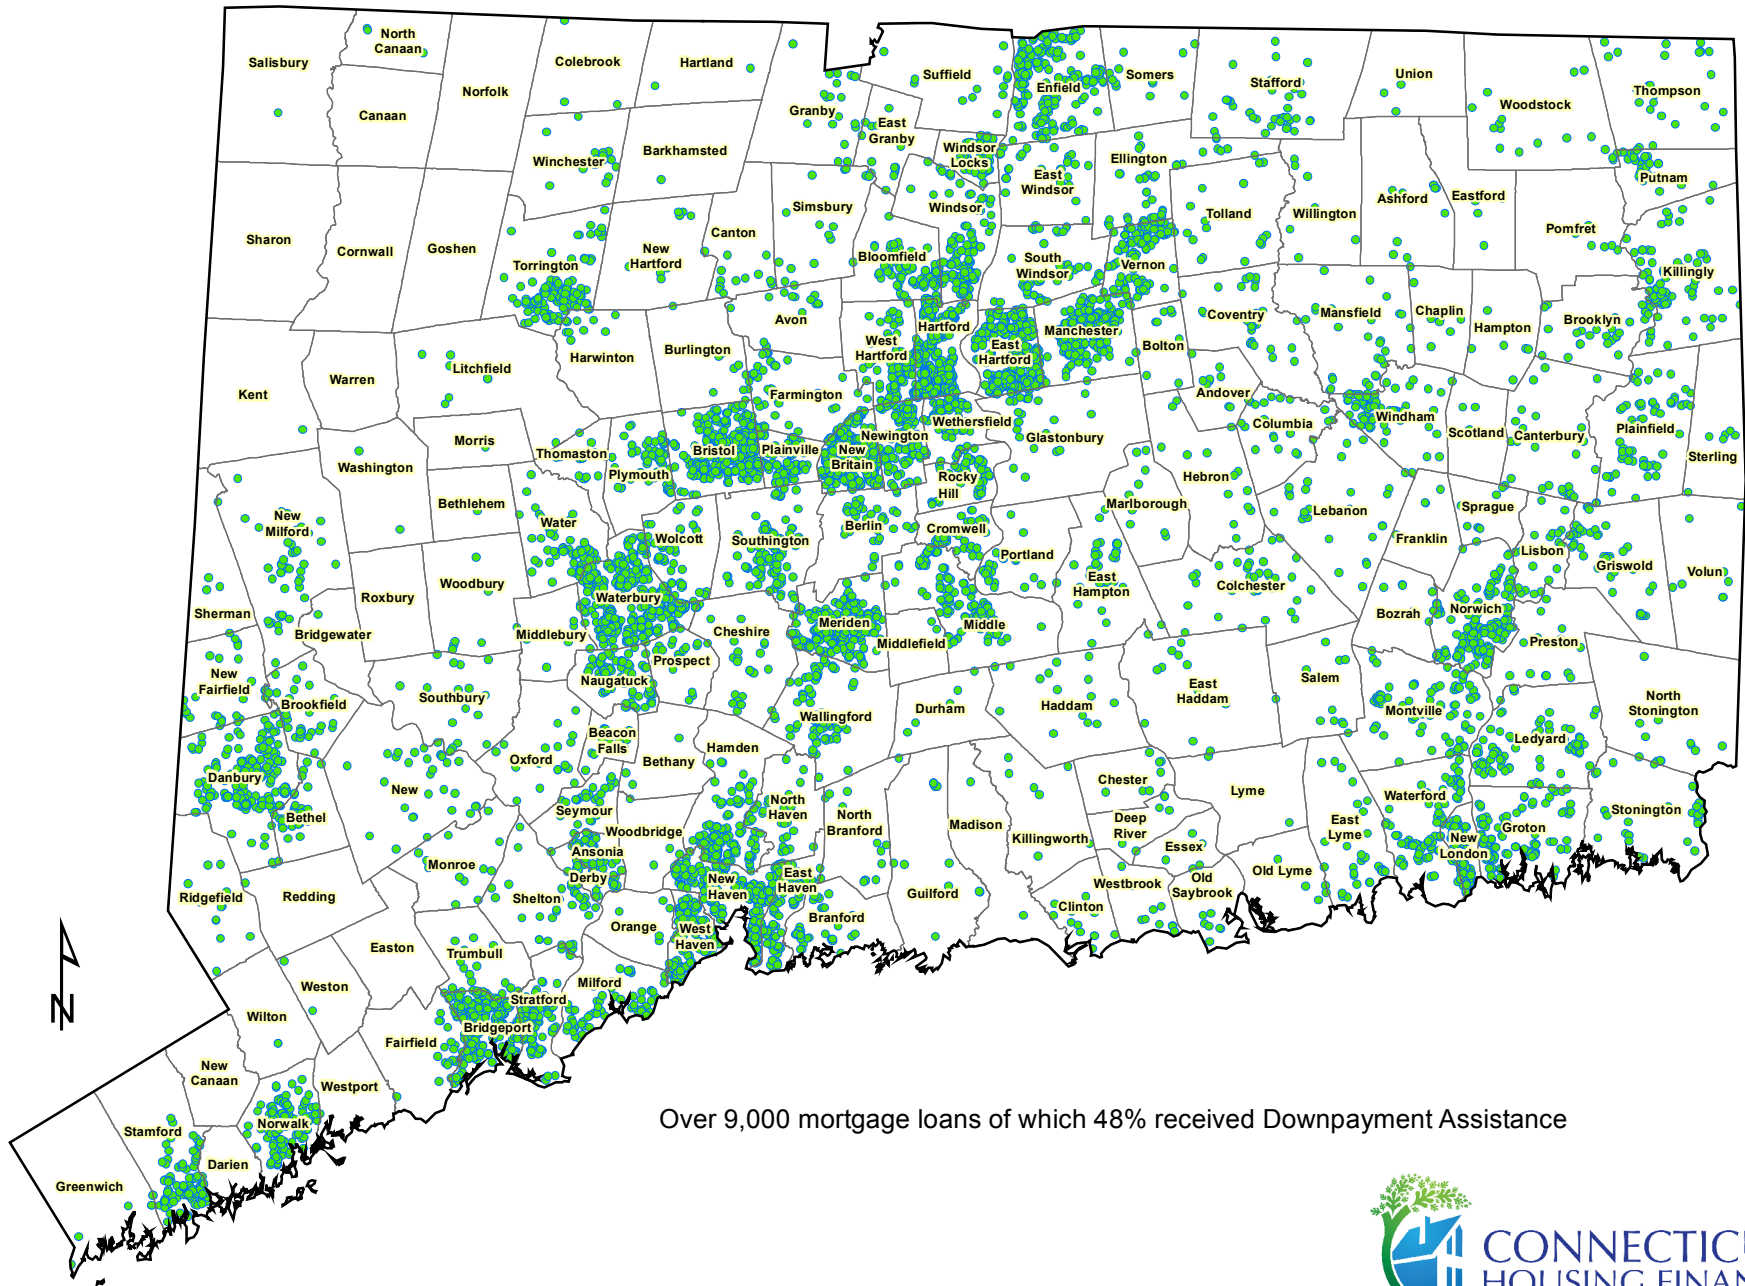 North
Canaan
Salisbury
Colebrook
Hartland
Suffield
Somers
Enfield
Stafford
Union
Woodstock
Thompson
Norfolk
Canaan
Granby
East
Granby
Windsor
Locks
East
Windsor
Ellington
Winchester
Barkhamsted
Putnam
Simsbury
Windsor
Tolland
Willington
Ashford
Eastford
Pomfret
Sharon
Cornwall
Goshen
Torrington
New
Hartford
Canton
Bloomfield
South
Windsor
Vernon
Killingly
Avon
West
Hartford
Hartford
East
Hartford
Manchester
Bolton
Coventry
Mansfield
Chaplin
Hampton
Brooklyn
Kent
Warren
Litchfield
Harwinton
Burlington
Farmington
Andover
Columbia
Windham
Scotland
Canterbury
Plainfield
Sterling
Washington
Morris
Thomaston
Plymouth
Bristol
Plainville
New
Britain
Newington
Wethersfield
Glastonbury
Rocky
Hill
Hebron
Marlborough
Lebanon
Sprague
Bethlehem
New
Milford
Water
Wolcott
Southington
Berlin
Cromwell
Portland
Franklin
Lisbon
Griswold
Volun
Sherman
Bridgewater
Roxbury
Woodbury
Waterbury
Middlebury
Cheshire
Meriden
Middlefield
Middle
East
Hampton
Colchester
Bozrah
Norwich
Preston
New
Fairfield
Brookfield
Southbury
Naugatuck
Prospect
Wallingford
Durham
Haddam
East
Haddam
Salem
Montville
Ledyard
North
Stonington
Danbury
Bethel
New
Oxford
Beacon
Falls
Bethany
Hamden
Seymour
Woodbridge
North
Haven
North
Branford
Madison
Killingworth
Chester
Deep
River
Essex
Lyme
East
Lyme
Waterford
New
London
Groton
Stonington
Ridgefield
Redding
Monroe
Ansonia
Derby
Shelton
Orange
New
Haven
East
Haven
West
Haven
Branford
Guilford
Clinton
Westbrook
Old
Saybrook
Old Lyme
Easton
Trumbull
Weston
Wilton
Milford
Stratford
Bridgeport
Fairfield
N
New
Canaan
Westport
Norwalk
Stamford
Darien
Greenwich
Over 9,000 mortgage loans of which 48% received Downpayment Assistance
CONNECTICU
HOUSING FINAN